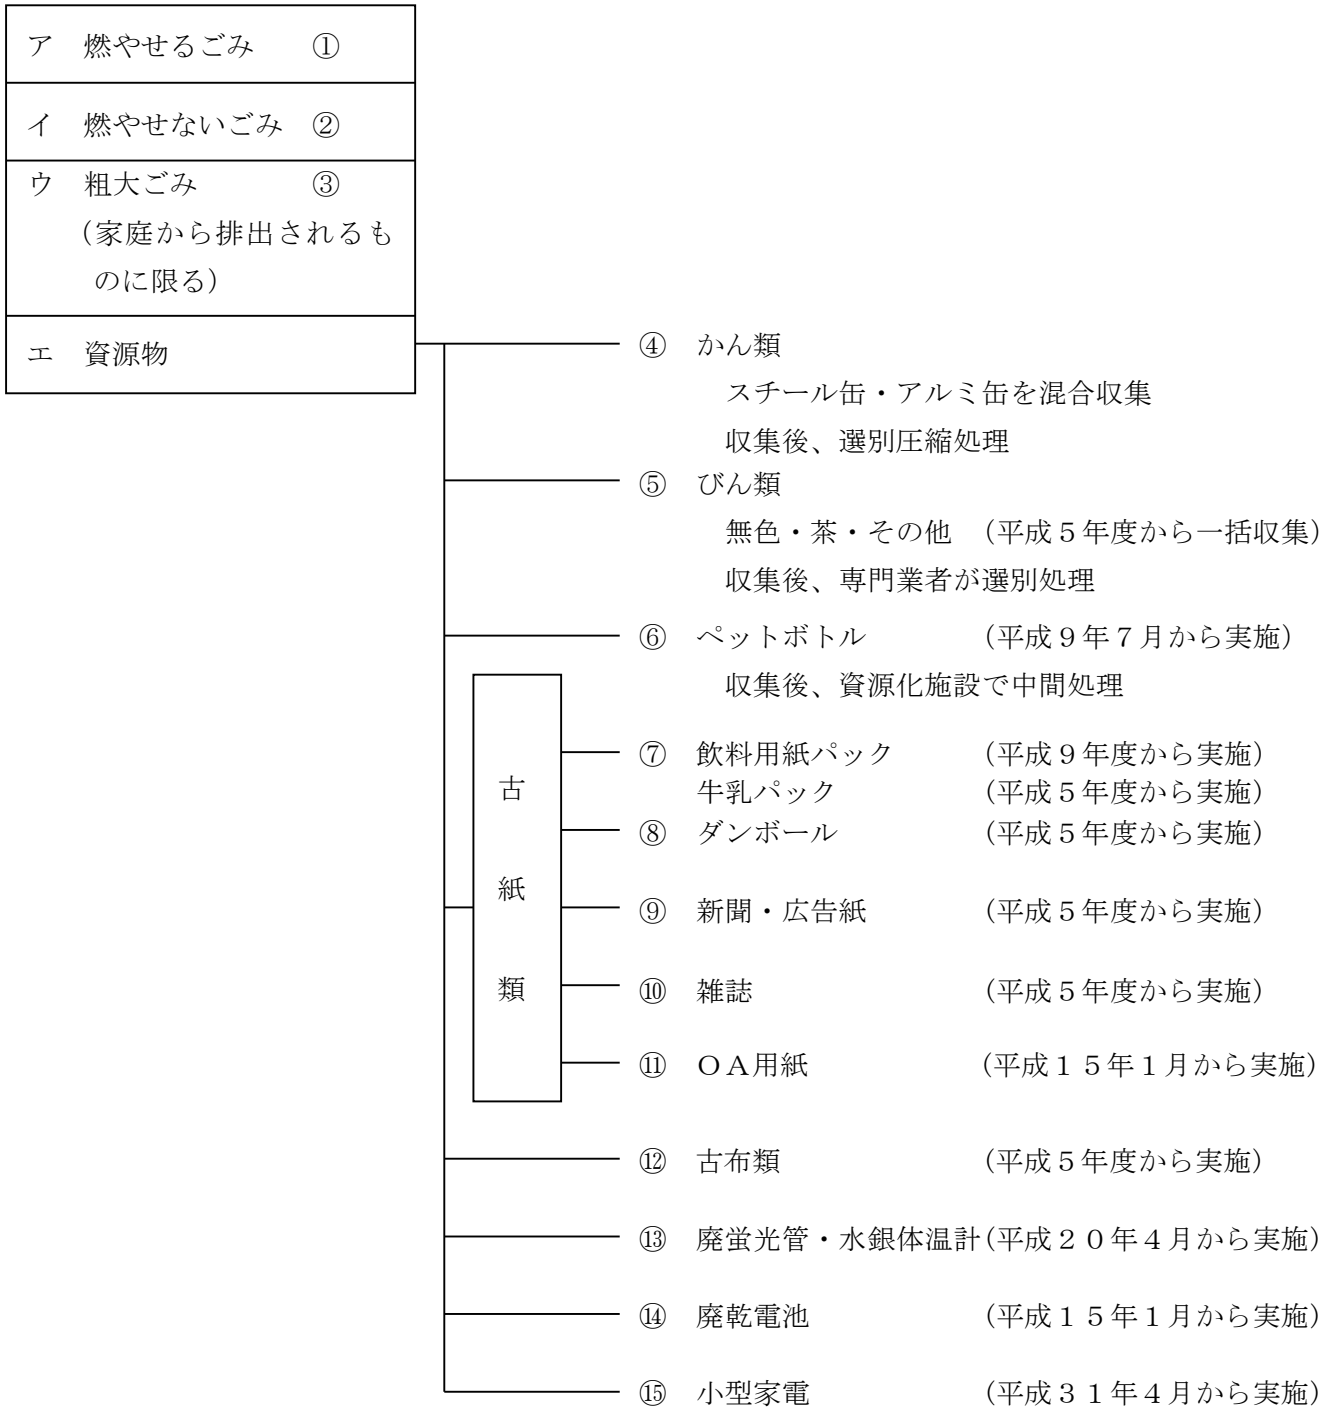 ア 燃やせるごみ ①
イ 燃やせないごみ ②
ウ 粗大ごみ ③
(家庭から排出されるも
のに限る)
エ 資源物
④ かん類
スチール缶・アルミ缶を混合収集
収集後、選別圧縮処理
⑤ びん類
無色・茶・その他 (平成5年度から一括収集)
収集後、専門業者が選別処理
⑥ ペットボトル (平成9年7月から実施)
収集後、資源化施設で中間処理
古紙類
⑦ 飲料用紙パック (平成9年度から実施)
牛乳パック (平成5年度から実施)
⑧ ダンボール (平成5年度から実施)
⑨ 新聞・広告紙 (平成5年度から実施)
⑩ 雑誌 (平成5年度から実施)
⑪ OA用紙 (平成15年1月から実施)
⑫ 古布類 (平成5年度から実施)
⑬ 廃蛍光管・水銀体温計(平成20年4月から実施)
⑭ 廃乾電池 (平成15年1月から実施)
⑮ 小型家電 (平成31年4月から実施)